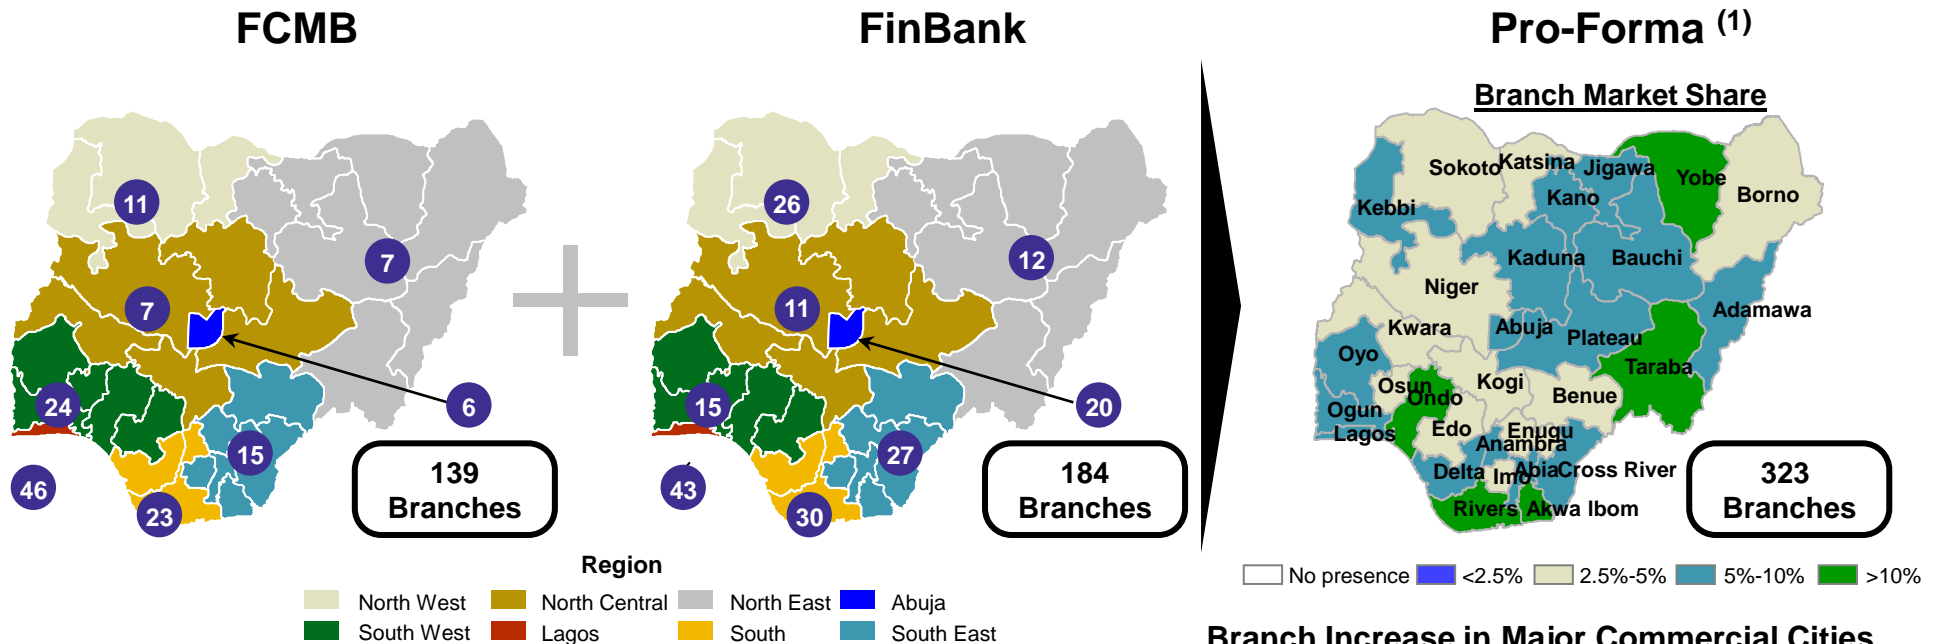 FCMB
FinBank
Pro-Forma (1)
Branch Market Share
11
7
7
24
6
15
46
23
139
Branches
26
12
11
15
20
27
43
30
184
Branches
Sokoto
Katsina
Jigawa
Yobe
Borno
Kano
Kebbi
Kaduna
Bauchi
Niger
Adamawa
Kwara
Abuja
Plateau
Oyo
Taraba
Osun
Ondo
Kogi
Benue
Ogun
Lagos
Edo
Enugu
Anambra
Delta
Imo
Abia
Cross River
Rivers
Akwa Ibom
323
Branches
Region
North West
North Central
North East
Abuja
South West
Lagos
South
South East
No presence
<2.5%
2.5%-5%
5%-10%
>10%
Branch Increase in Major Commercial Cities